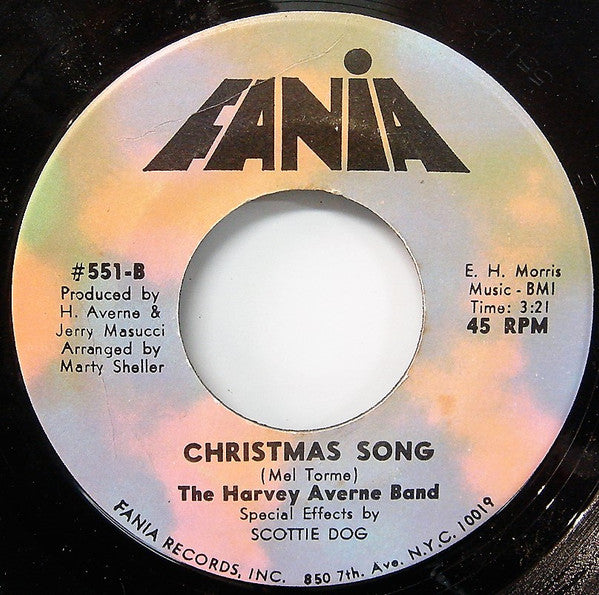 FANIA
#551-B
Produced by
H. Averne &
Jerry Masucci
Arranged by
Marty Sheller
E. H. Morris
Music - BMI
Time: 3:21
45 RPM
CHRISTMAS SONG
(Mel Torme)
The Harvey Averne Band
Special Effects by
SCOTTIE DOG
FANIA RECORDS, INC. 850 7th. Ave. N.Y.C. 10019